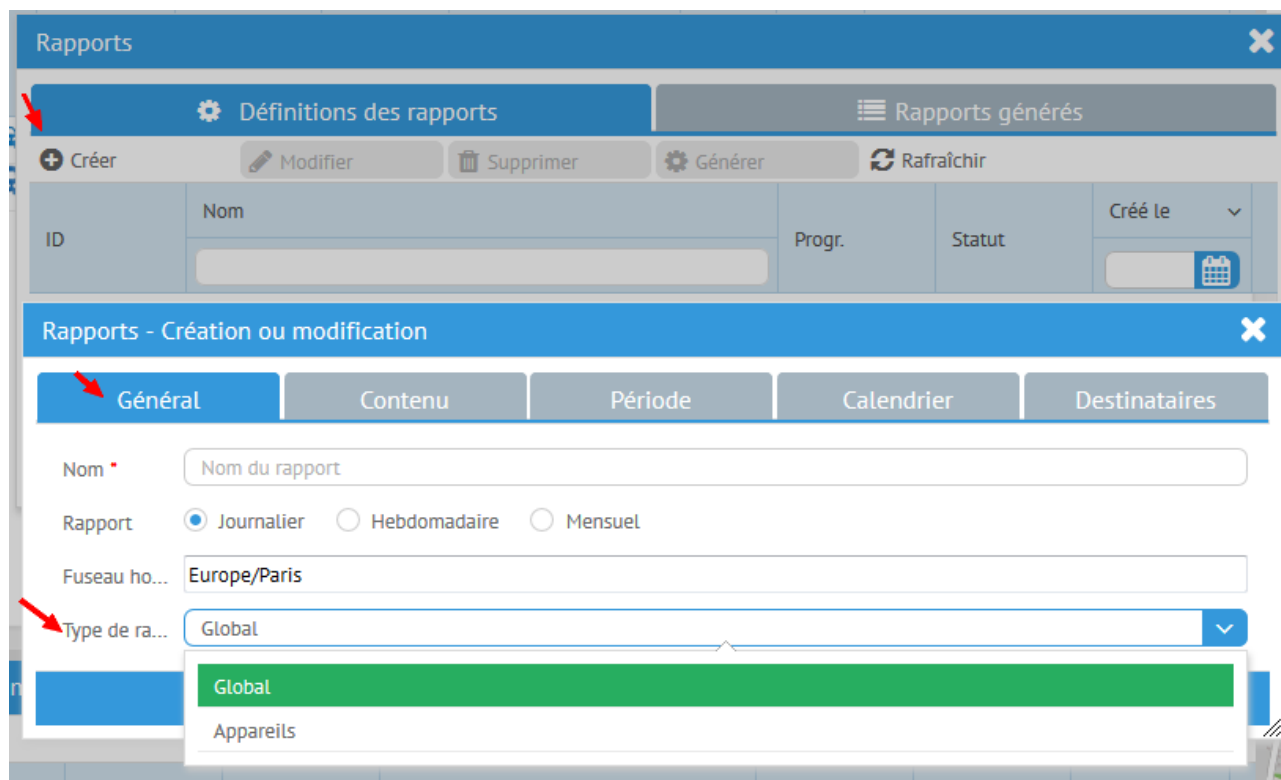 Rapports
Définitions des rapports Rapports générés
Créer Modifier Supprimer Générer Rafraîchir
ID Nom Progr. Statut Créé le
Rapports - Création ou modification
Général Contenu Période Calendrier Destinataires
Nom * Nom du rapport
Rapport Journalier Hebdomadaire Mensuel
Fuseau ho... Europe/Paris
Type de ra... Global
Global
Appareils